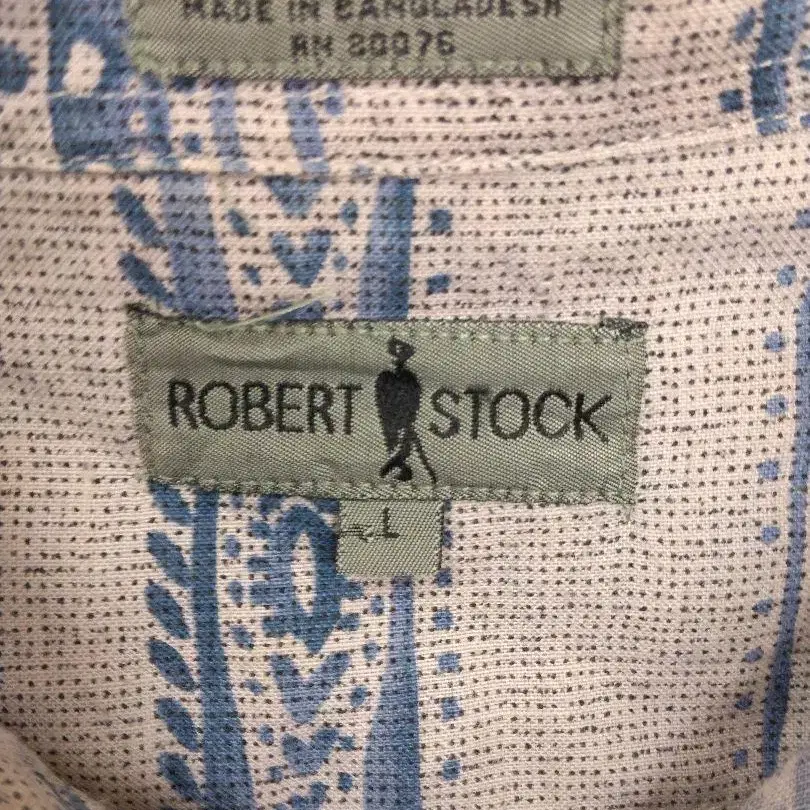 MADE IN BANGLADESH
RN 80076
ROBERT STOCK
L